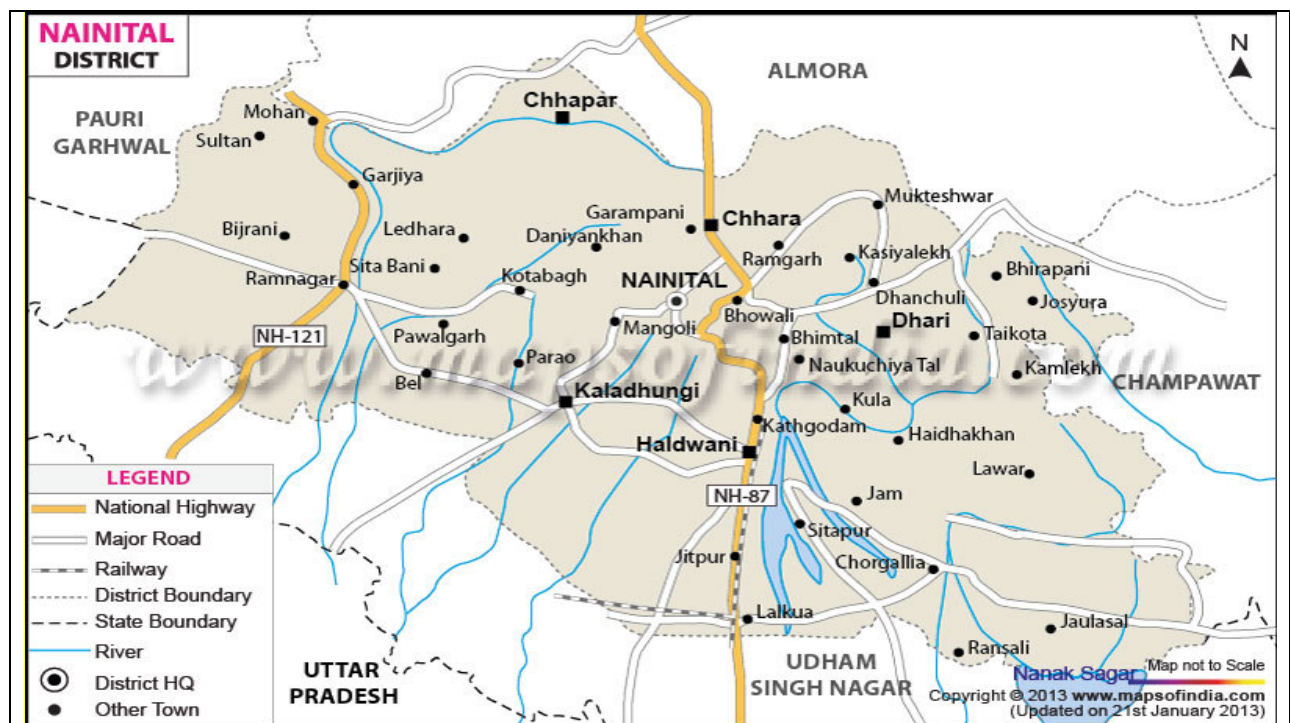 NAINITAL
DISTRICT
N
ALMORA
PAURI
GARHWAL
Chhapar
Mohan
Sultan
Garjiya
Mukteshwar
Garampani
Chhara
Bijrani
Ledhara
Daniyankhan
Ramgarh
Kasiyalekh
Sita Bani
Bhirapani
Ramnagar
Kotabagh
NAINITAL
Dhanchuli
Josyura
Bhowali
Dhari
NH-121
Pawalgarh
Mangoli
Bhimtal
Taikota
www.mapsofindia.com
Parao
Naukuchiya Tal
Bel
Kamlekh
CHAMPAWAT
Kaladhungi
Kula
Kathgodam
Haldwani
Haidhakhan
Lawar
LEGEND
National Highway
NH-87
Jam
Major Road
Sitapur
Railway
Jitpur
Chorgallia
District Boundary
State Boundary
Lalkua
Jaulasal
River
Ransali
UTTAR
PRADESH
UDHAM
SINGH NAGAR
Nanak Sagar
Map not to Scale
District HQ
Other Town
Copyright © 2013 www.mapsofindia.com
(Updated on 21st January 2013)